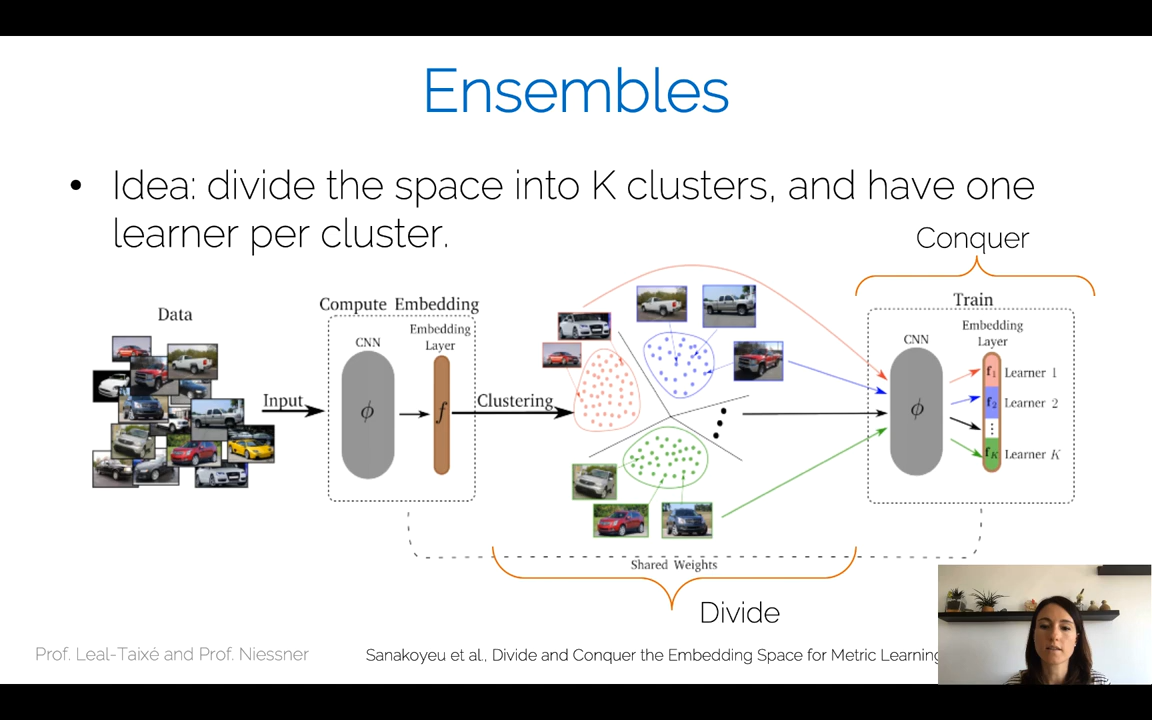 Ensembles
• Idea: divide the space into K clusters, and have one
learner per cluster.
Conquer
Data
Compute Embedding
CNN
Embedding
Layer
ϕ
f
Input
Clustering
Train
CNN
Embedding
Layer
ϕ
f1
Learner 1
f2
Learner 2
fK
Learner K
Shared Weights
Divide
Prof. Leal-Taixé and Prof. Niessner
Sanakoyeu et al., Divide and Conquer the Embedding Space for Metric Learning